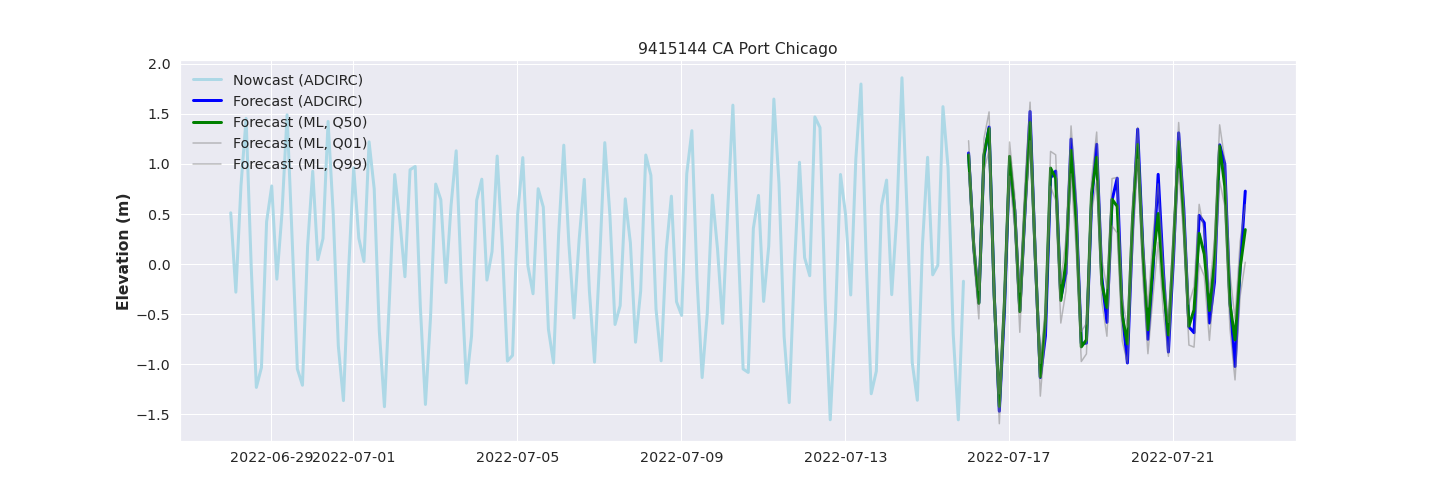 9415144 CA Port Chicago
2.0
1.5
1.0
0.5
0.0
−0.5
−1.0
−1.5
Elevation (m)
Nowcast (ADCIRC)
Forecast (ADCIRC)
Forecast (ML, Q50)
Forecast (ML, Q01)
Forecast (ML, Q99)
2022-06-29 2022-07-01 2022-07-05 2022-07-09 2022-07-13 2022-07-17 2022-07-21